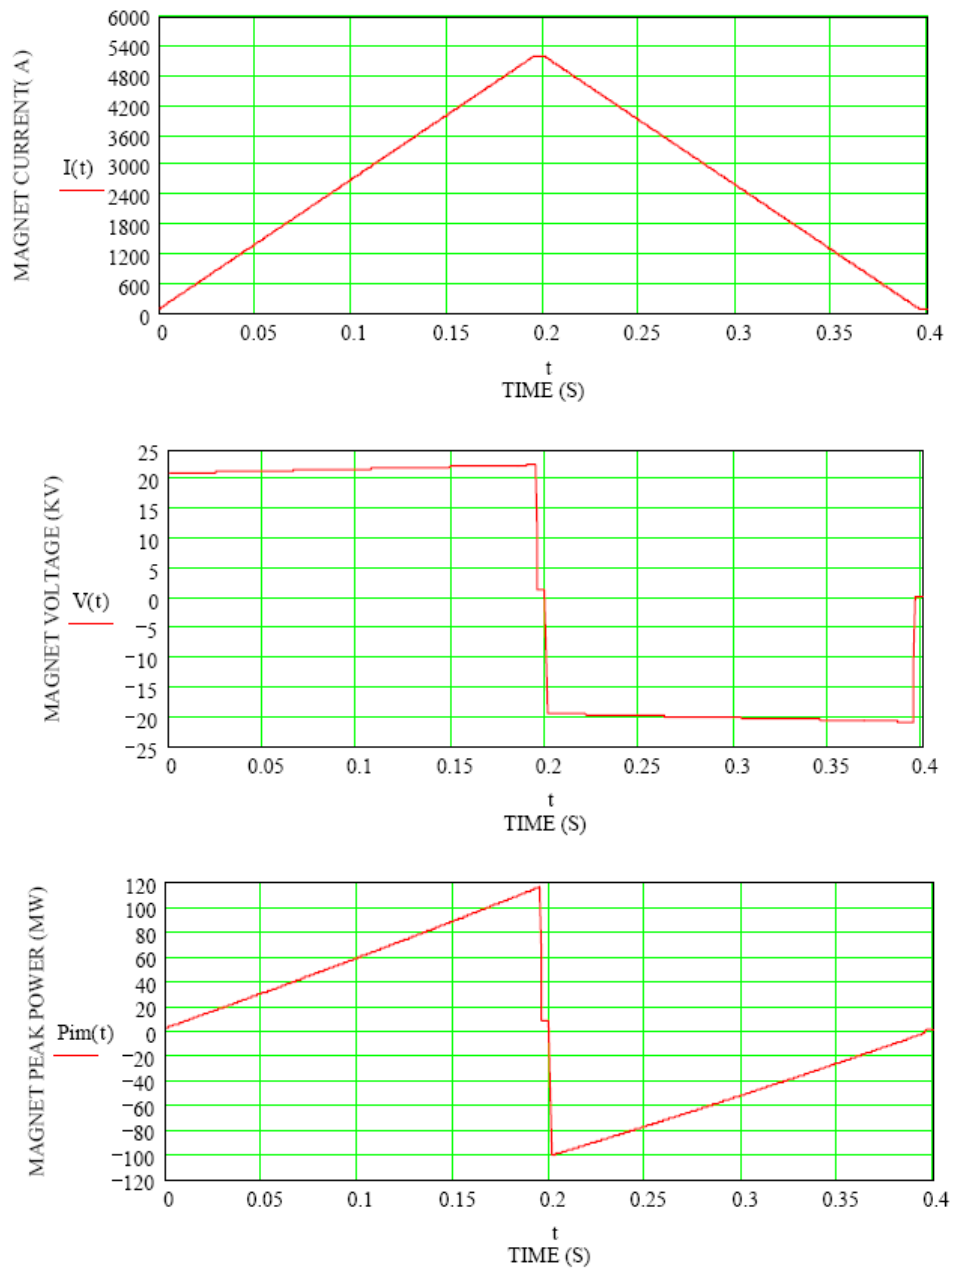 MAGNET CURRENT( A)
I(t)
6000
5400
4800
4200
3600
3000
2400
1800
1200
600
0
0 0.05 0.1 0.15 0.2 0.25 0.3 0.35 0.4
t
TIME (S)
MAGNET VOLTAGE (KV)
V(t)
25
20
15
10
5
0
−5
−10
−15
−20
−25
0 0.05 0.1 0.15 0.2 0.25 0.3 0.35 0.4
t
TIME (S)
MAGNET PEAK POWER (MW)
Pim(t)
120
100
80
60
40
20
0
−20
−40
−60
−80
−100
−120
0 0.05 0.1 0.15 0.2 0.25 0.3 0.35 0.4
t
TIME (S)